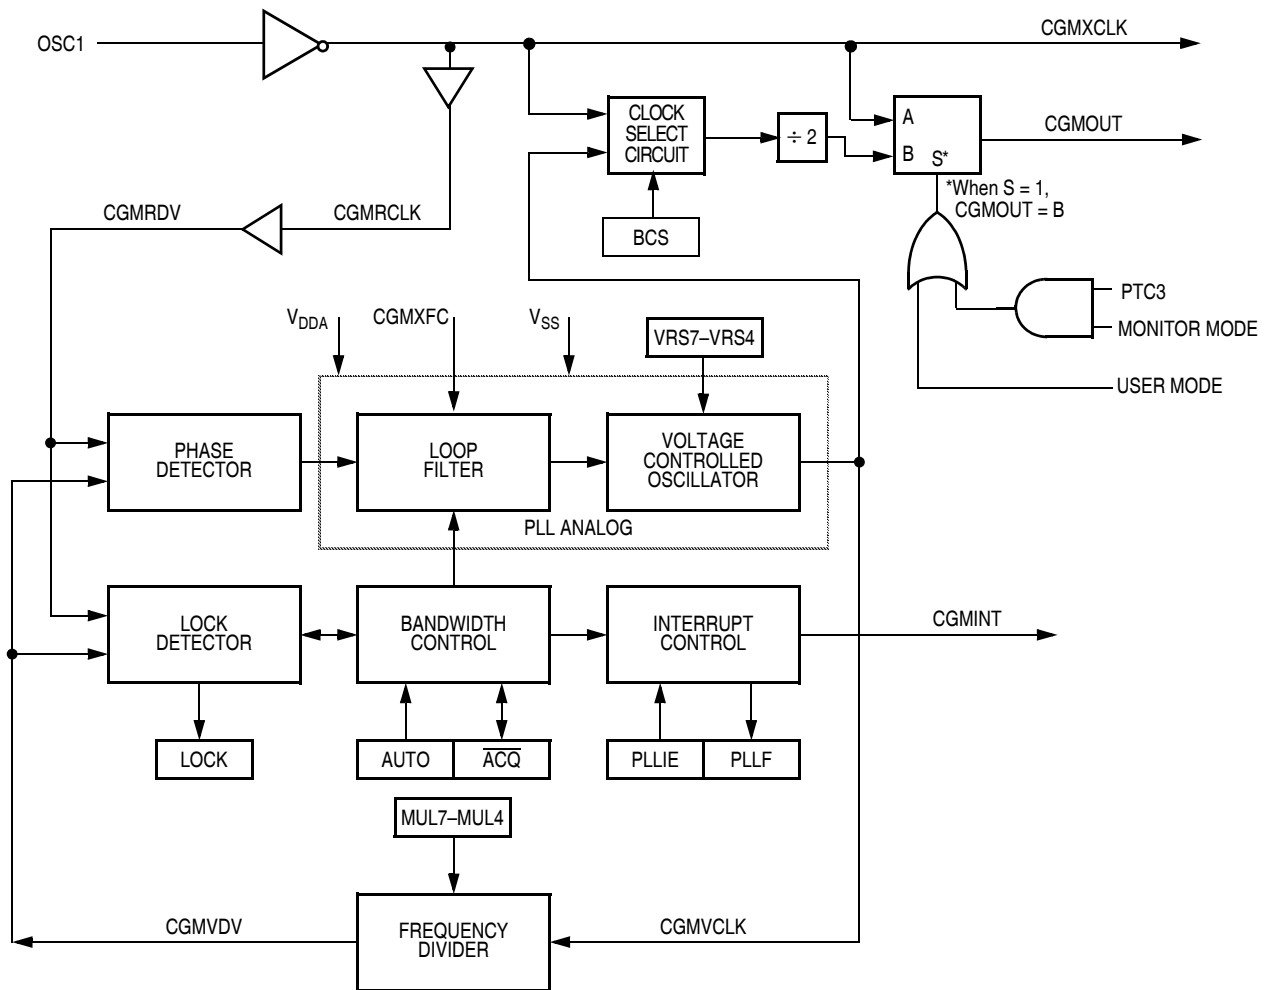 OSC1
CGMXCLK
CLOCK
SELECT
CIRCUIT
÷ 2
A
B
S*
CGMOUT
*When S = 1,
CGMOUT = B
CGMRDV
CGMRCLK
BCS
PTC3
MONITOR MODE
USER MODE
VDDA
CGMXFC
VSS
VRS7–VRS4
PHASE
DETECTOR
LOOP
FILTER
VOLTAGE
CONTROLLED
OSCILLATOR
PLL ANALOG
LOCK
DETECTOR
BANDWIDTH
CONTROL
INTERRUPT
CONTROL
CGMINT
LOCK
AUTO
A̅C̅Q̅
PLLIE
PLLF
MUL7–MUL4
CGMVDV
FREQUENCY
DIVIDER
CGMVCLK